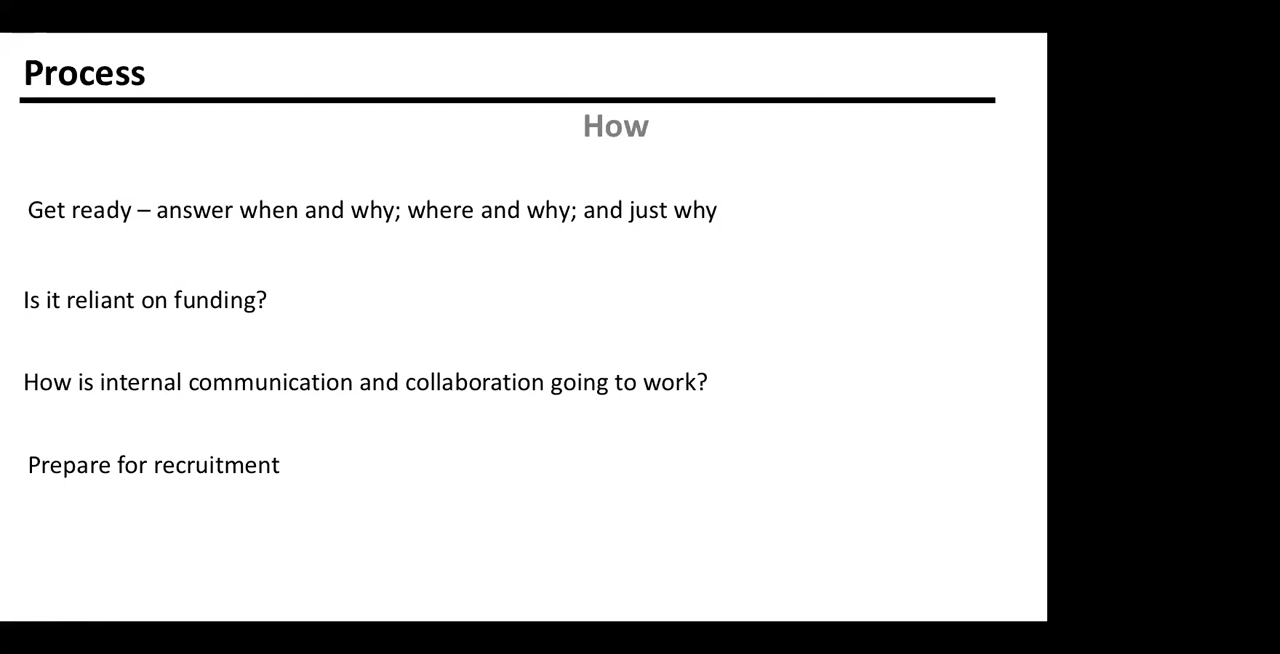 Process
How
Get ready – answer when and why; where and why; and just why
Is it reliant on funding?
How is internal communication and collaboration going to work?
Prepare for recruitment